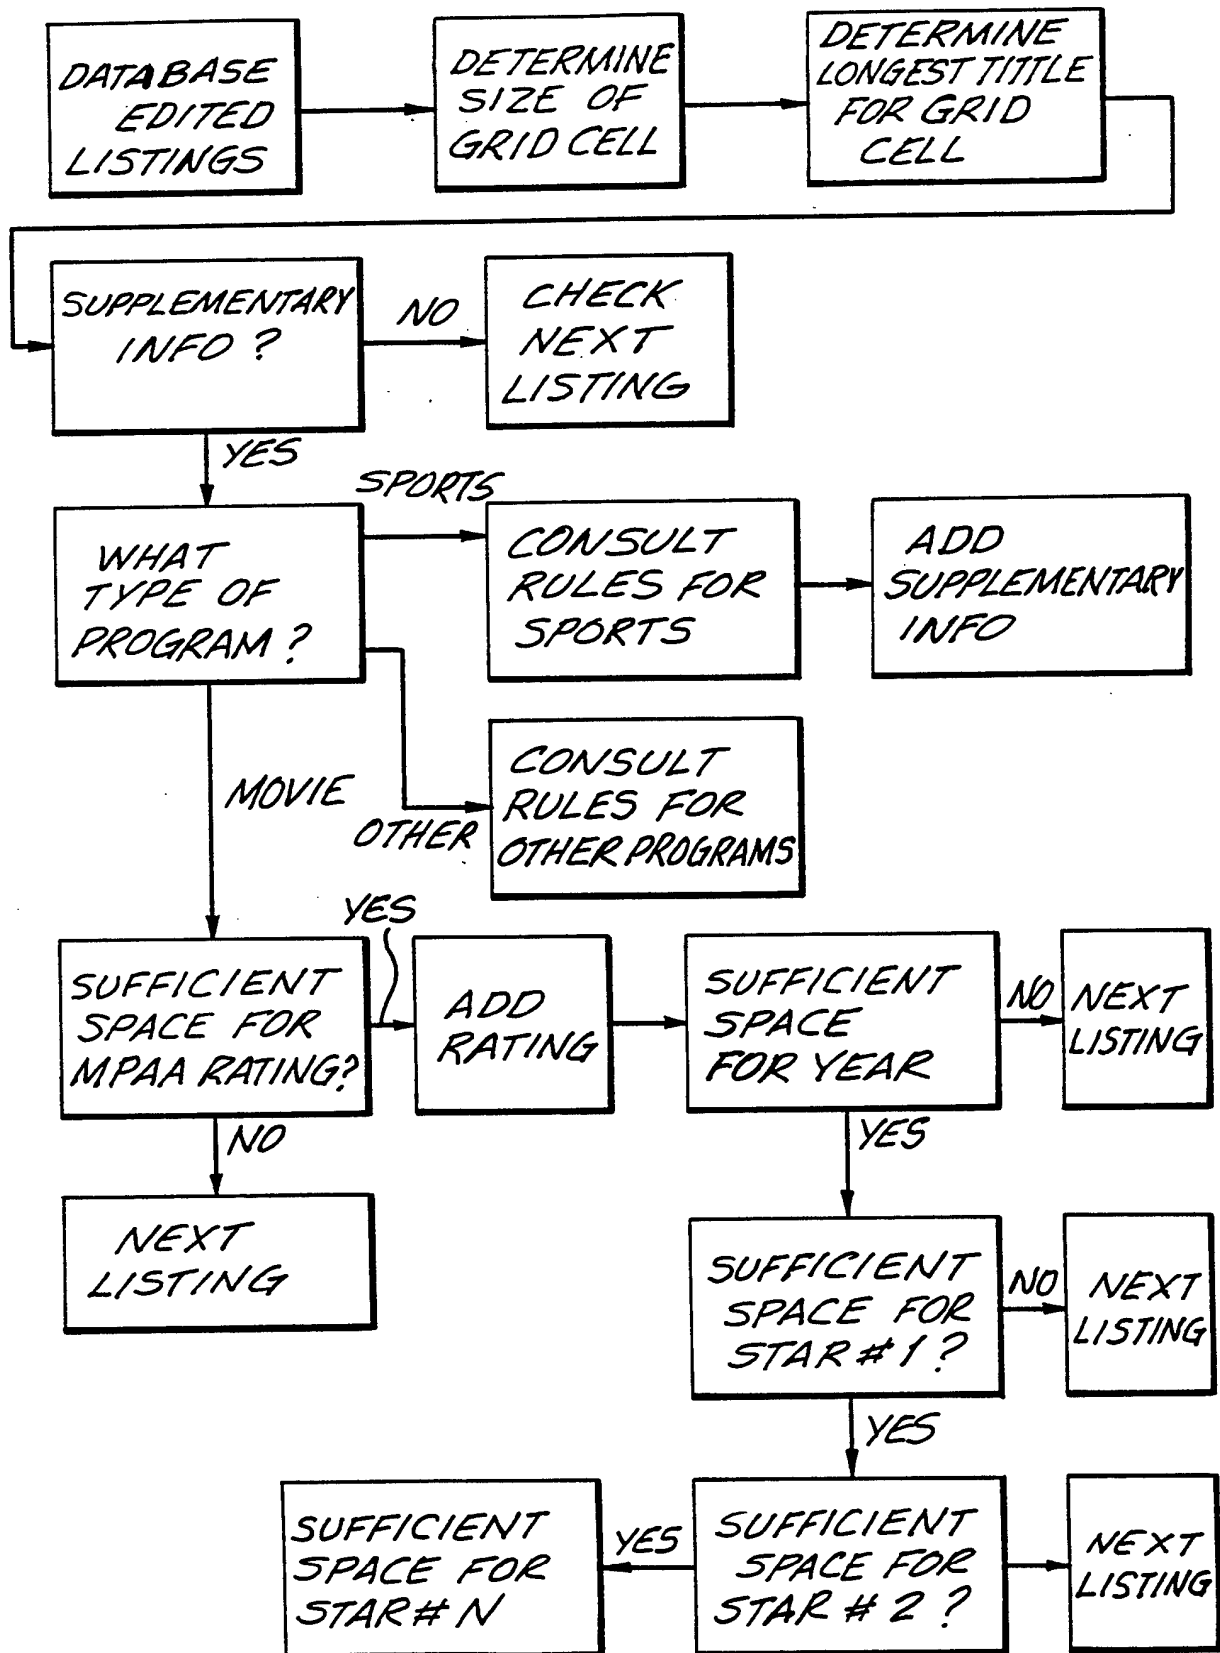 DATABASE
EDITED
LISTINGS
DETERMINE
SIZE OF
GRID CELL
DETERMINE
LONGEST TITTLE
FOR GRID
CELL
SUPPLEMENTARY
INFO ?
NO
CHECK
NEXT
LISTING
YES
WHAT
TYPE OF
PROGRAM ?
SPORTS
CONSULT
RULES FOR
SPORTS
ADD
SUPPLEMENTARY
INFO
OTHER
CONSULT
RULES FOR
OTHER PROGRAMS
MOVIE
SUFFICIENT
SPACE FOR
MPAA RATING?
YES
ADD
RATING
SUFFICIENT
SPACE
FOR YEAR
NO
NEXT
LISTING
NO
NEXT
LISTING
YES
SUFFICIENT
SPACE FOR
STAR # 1 ?
NO
NEXT
LISTING
YES
SUFFICIENT
SPACE FOR
STAR # 2 ?
NEXT
LISTING
YES
SUFFICIENT
SPACE FOR
STAR # N